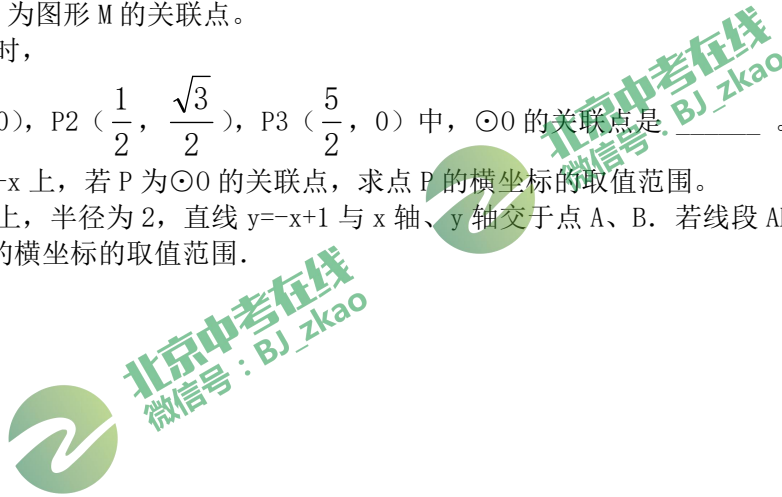 为图形 M 的关联点。
时，
0），P2（1/2，√3/2），P3（5/2，0）中，⊙O 的关联点是 ______ 。
-x 上，若 P 为⊙O 的关联点，求点 P 的横坐标的取值范围。
上，半径为 2，直线 y=-x+1 与 x 轴、y 轴交于点 A、B．若线段 AB
的横坐标的取值范围．
北京中考在线
微信号：BJ_zkao
北京中考在线
微信号：BJ_zkao